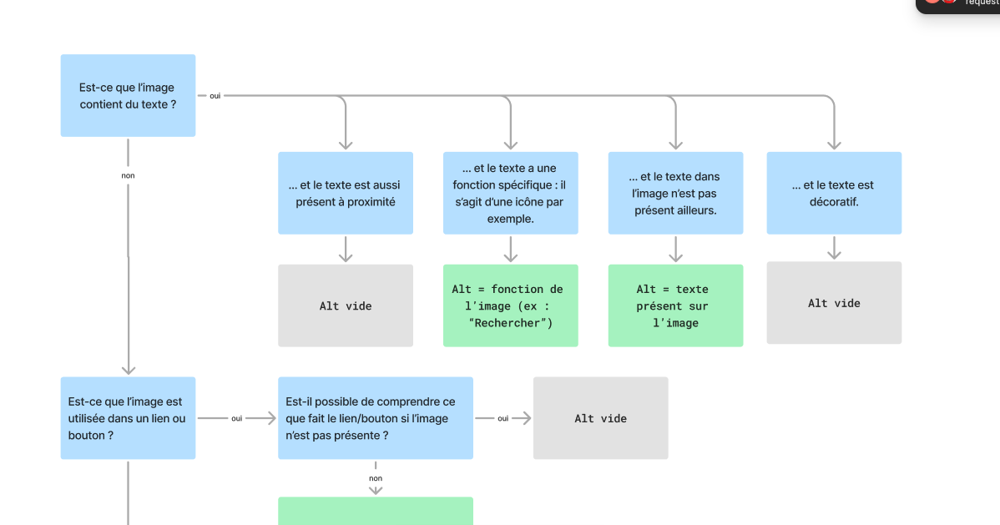 request
Est-ce que l’image
contient du texte ?
oui
non
... et le texte est aussi
présent à proximité
... et le texte a une
fonction spécifique : il
s’agit d’une icône par
exemple.
... et le texte dans
l’image n’est pas
présent ailleurs.
... et le texte est
décoratif.
Alt vide
Alt = fonction de
l’image (ex :
“Rechercher”)
Alt = texte
présent sur
l’image
Alt vide
Est-ce que l’image est
utilisée dans un lien ou
bouton ?
oui
Est-il possible de comprendre ce
que fait le lien/bouton si l’image
n’est pas présente ?
oui
Alt vide
non